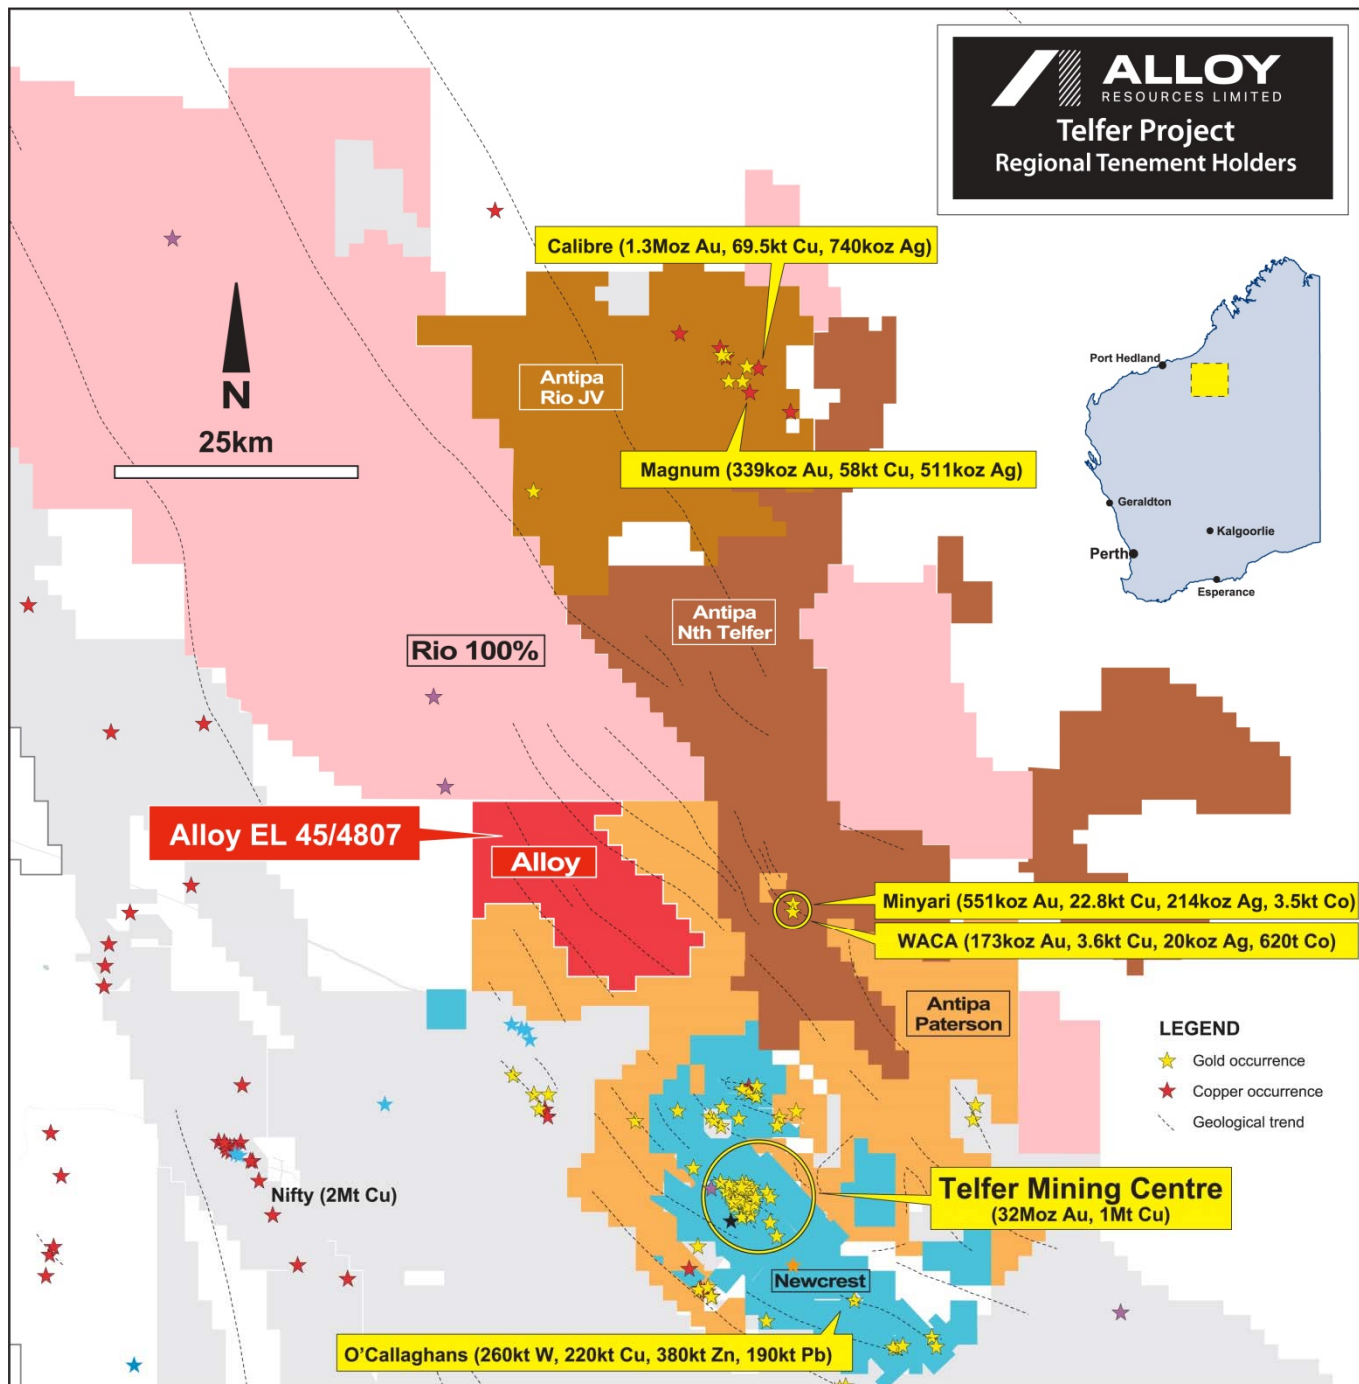 ALLOY
RESOURCES LIMITED
Telfer Project
Regional Tenement Holders
Calibre (1.3Moz Au, 69.5kt Cu, 740koz Ag)
Port Hedland
Antipa
Rio JV
N
25km
Magnum (339koz Au, 58kt Cu, 511koz Ag)
Geraldton
Kalgoorlie
Perth
Esperance
Antipa
Nth Telfer
Rio 100%
Alloy EL 45/4807
Alloy
Minyari (551koz Au, 22.8kt Cu, 214koz Ag, 3.5kt Co)
WACA (173koz Au, 3.6kt Cu, 20koz Ag, 620t Co)
Antipa
Paterson
LEGEND
Gold occurrence
Copper occurrence
Geological trend
Nifty (2Mt Cu)
Telfer Mining Centre
(32Moz Au, 1Mt Cu)
Newcrest
O'Callaghans (260kt W, 220kt Cu, 380kt Zn, 190kt Pb)